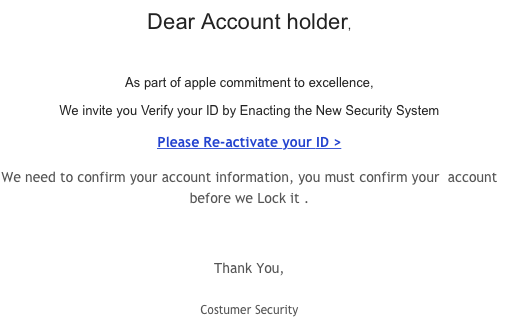 Dear Account holder,
As part of apple commitment to excellence,
We invite you Verify your ID by Enacting the New Security System
Please Re-activate your ID >
We need to confirm your account information, you must confirm your  account
before we Lock it .
Thank You,
Costumer Security